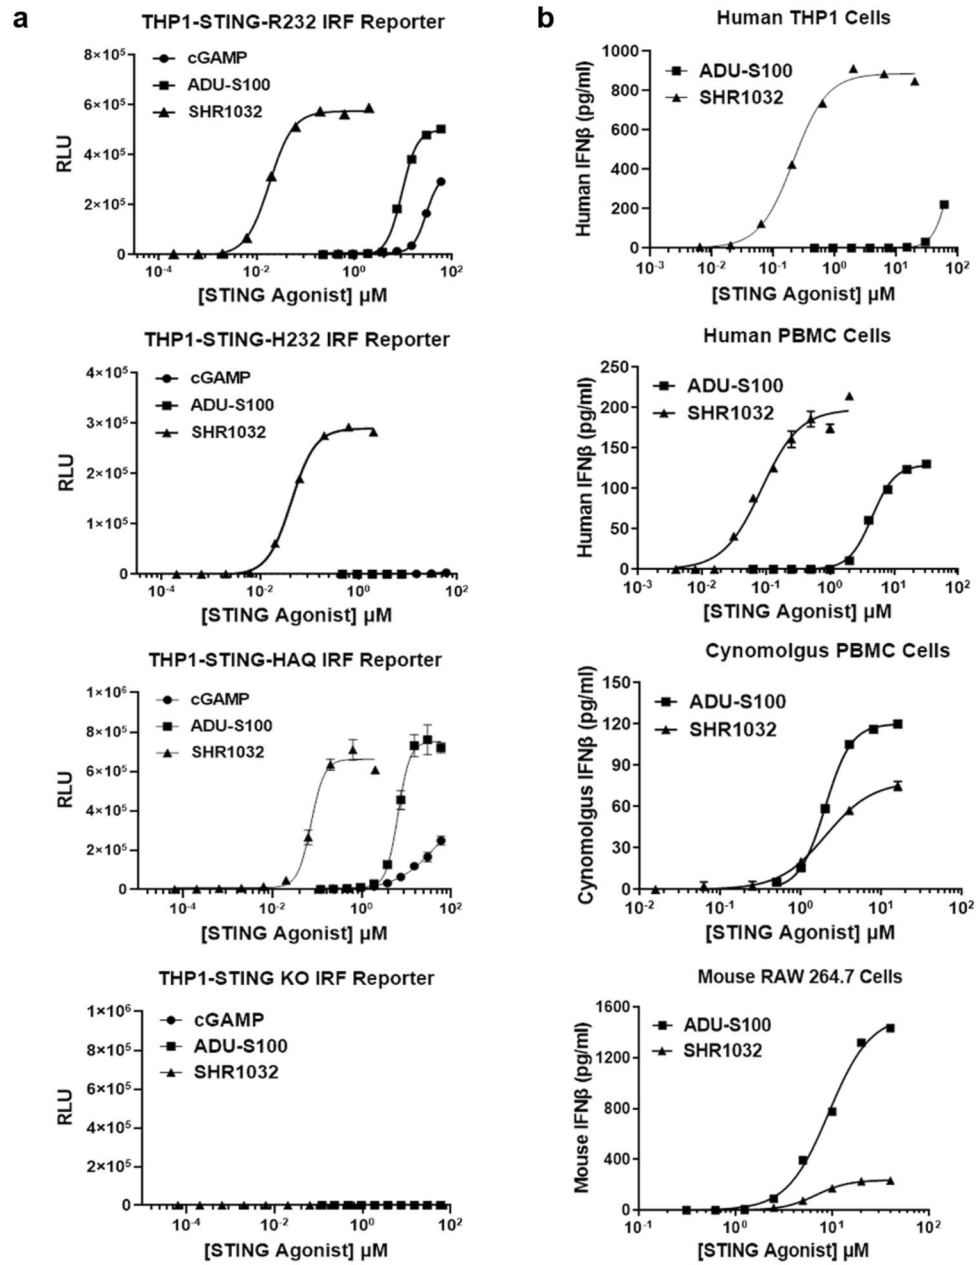 a
THP1-STING-R232 IRF Reporter
8×10⁵
6×10⁵
4×10⁵
2×10⁵
0
RLU
cGAMP
ADU-S100
SHR1032
10⁻⁴
10⁻²
10⁰
10²
[STING Agonist] µM
THP1-STING-H232 IRF Reporter
4×10⁵
3×10⁵
2×10⁵
1×10⁵
0
RLU
cGAMP
ADU-S100
SHR1032
10⁻⁴
10⁻²
10⁰
10²
[STING Agonist] µM
THP1-STING-HAQ IRF Reporter
1×10⁶
8×10⁵
6×10⁵
4×10⁵
2×10⁵
0
RLU
cGAMP
ADU-S100
SHR1032
10⁻⁴
10⁻²
10⁰
10²
[STING Agonist] µM
THP1-STING KO IRF Reporter
1×10⁶
8×10⁵
6×10⁵
4×10⁵
2×10⁵
0
RLU
cGAMP
ADU-S100
SHR1032
10⁻⁴
10⁻²
10⁰
10²
[STING Agonist] µM
b
Human THP1 Cells
1000
800
600
400
200
0
Human IFNβ (pg/ml)
ADU-S100
SHR1032
10⁻³
10⁻²
10⁻¹
10⁰
10¹
10²
[STING Agonist] µM
Human PBMC Cells
250
200
150
100
50
0
Human IFNβ (pg/ml)
ADU-S100
SHR1032
10⁻³
10⁻²
10⁻¹
10⁰
10¹
10²
[STING Agonist] µM
Cynomolgus PBMC Cells
150
120
90
60
30
0
Cynomolgus IFNβ (pg/ml)
ADU-S100
SHR1032
10⁻²
10⁻¹
10⁰
10¹
10²
[STING Agonist] µM
Mouse RAW 264.7 Cells
1600
1200
800
400
0
Mouse IFNβ (pg/ml)
ADU-S100
SHR1032
10⁻¹
10⁰
10¹
10²
[STING Agonist] µM